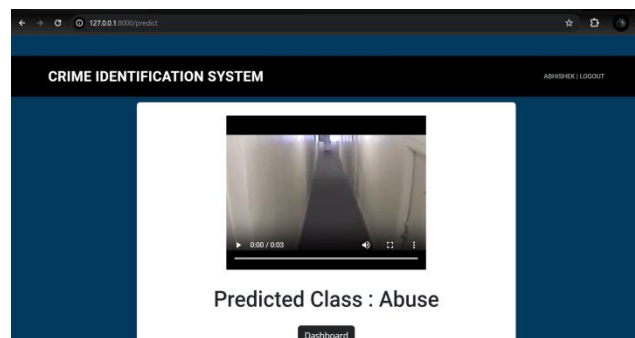 127.0.0.1:8000/predict
CRIME IDENTIFICATION SYSTEM
ABHISHEK | LOGOUT
0:00 / 0:03
Predicted Class : Abuse
Dashboard